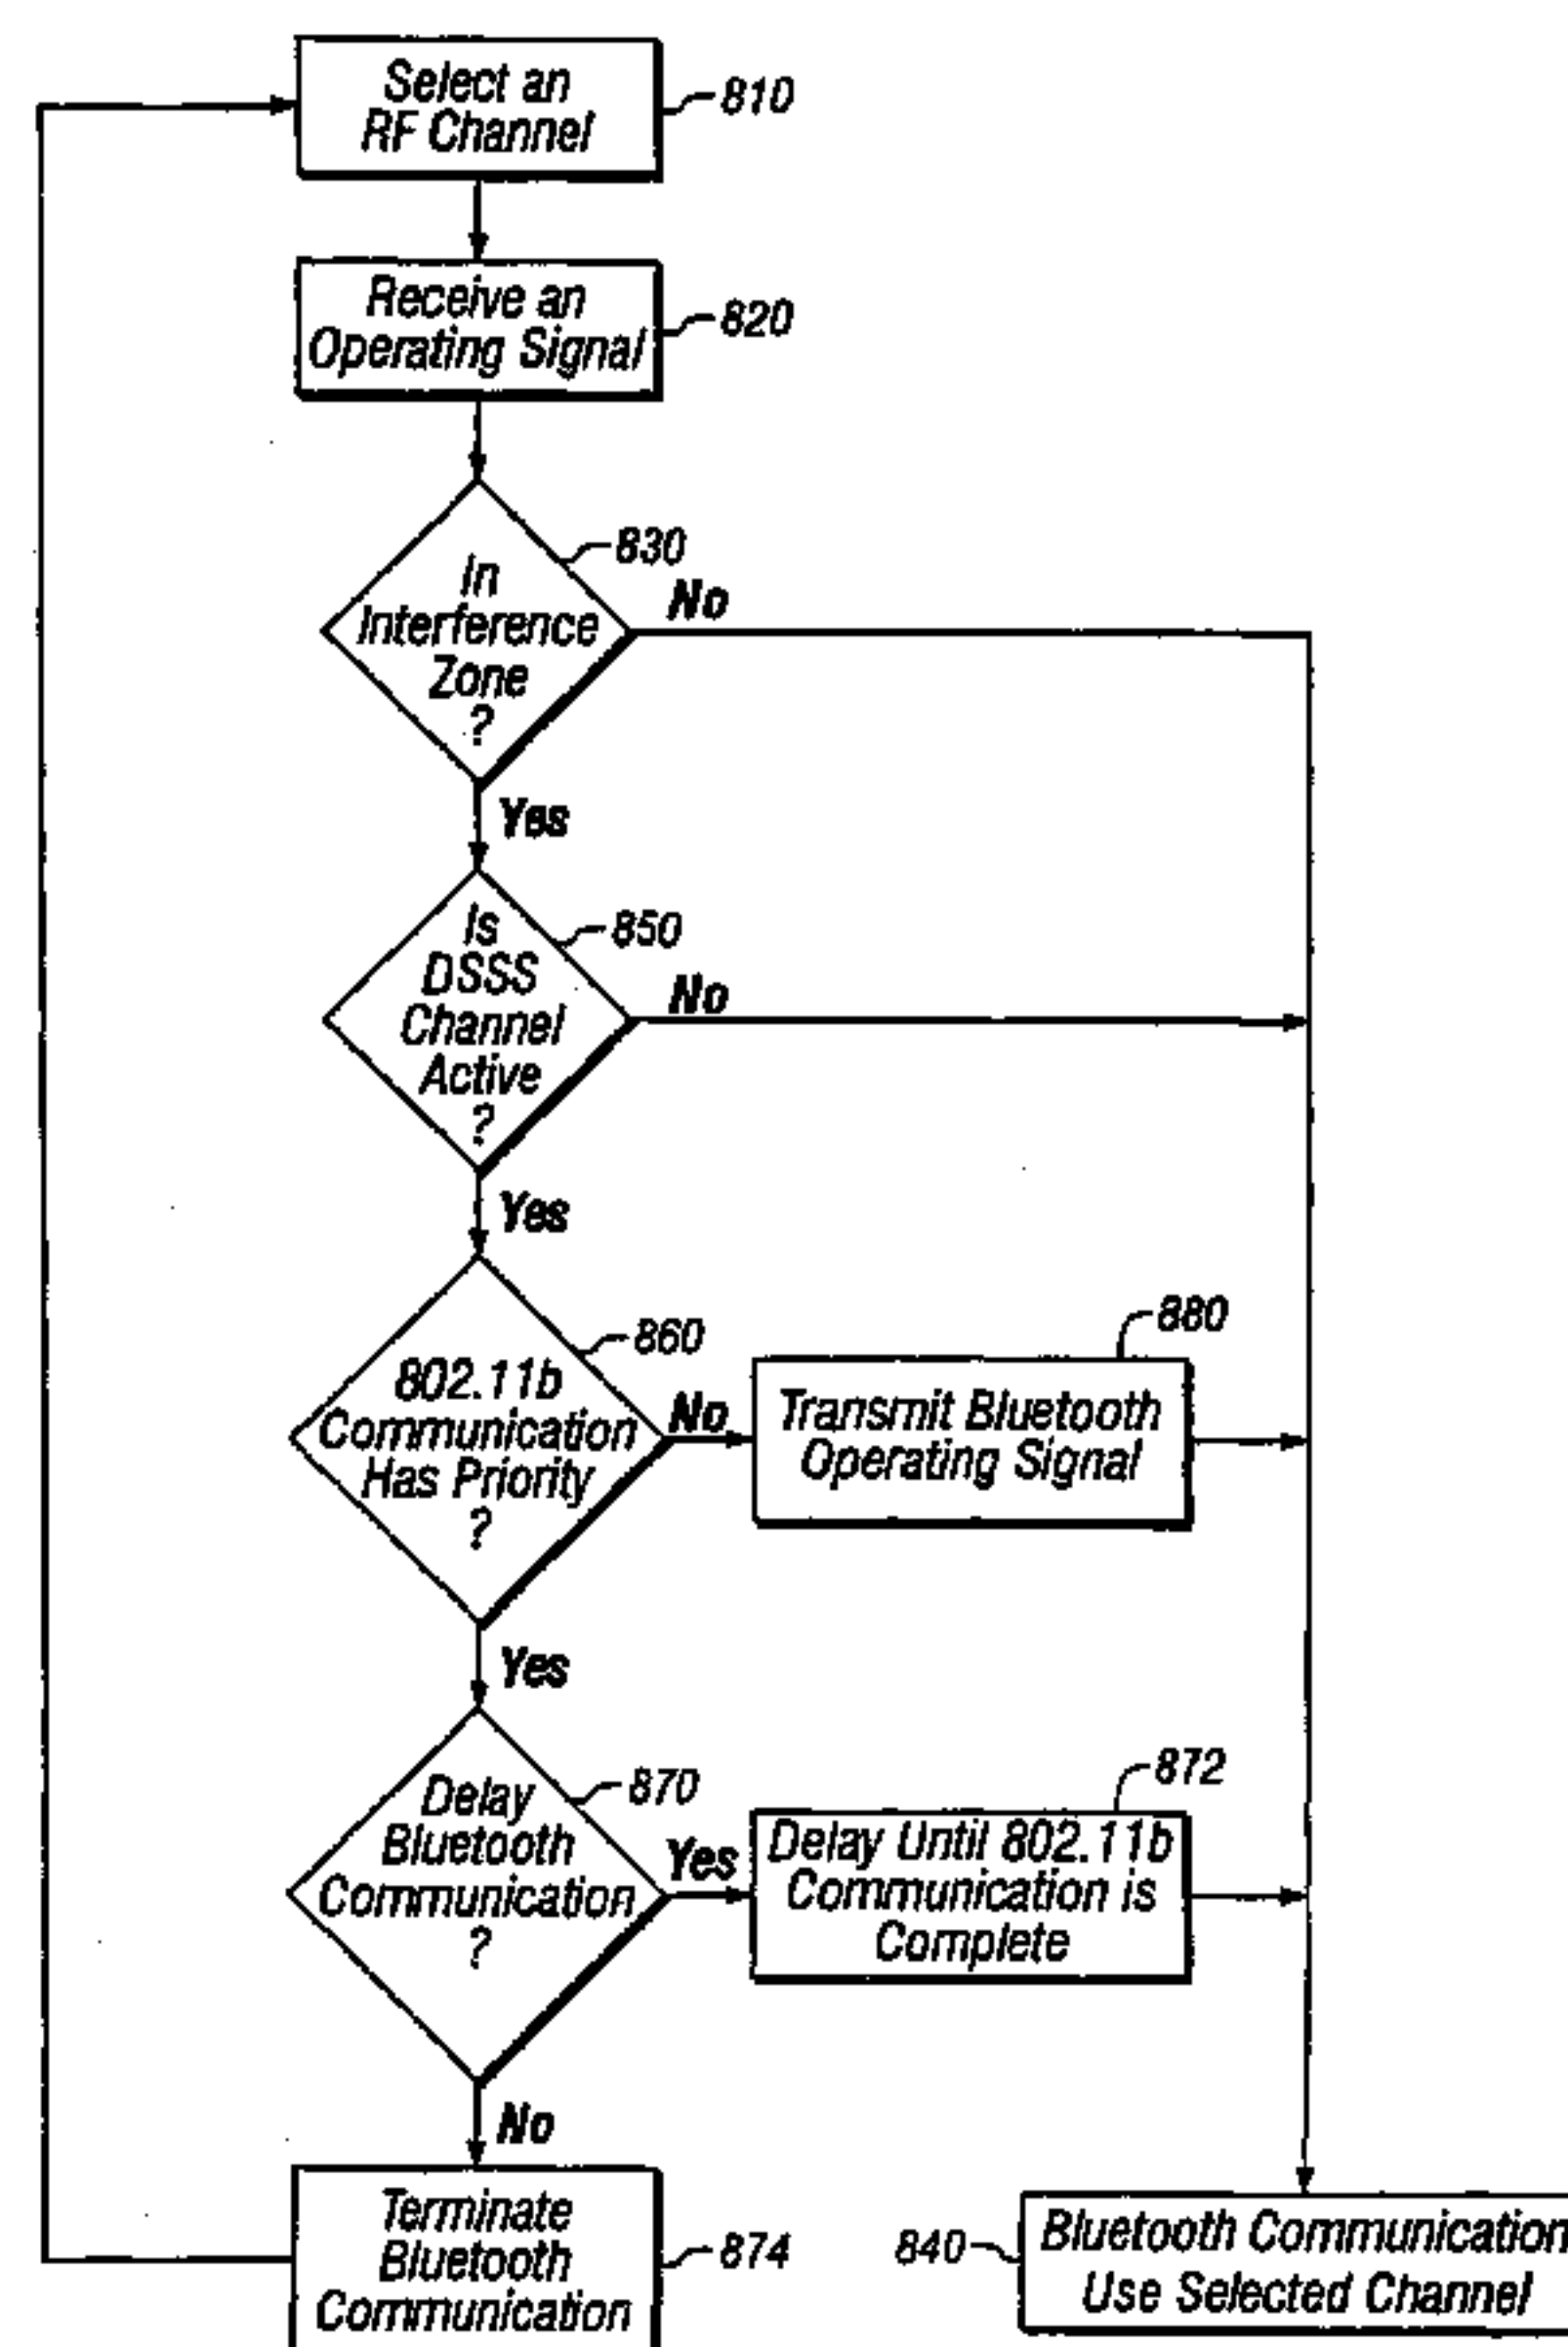 Select an
RF Channel
810
Receive an
Operating Signal
820
830
In
Interference
Zone
?
No
Yes
850
Is
DSSS
Channel
Active
?
No
Yes
860
802.11b
Communication
Has Priority
?
No
880
Transmit Bluetooth
Operating Signal
Yes
870
Delay
Bluetooth
Communication
?
Yes
872
Delay Until 802.11b
Communication is
Complete
No
Terminate
Bluetooth
Communication
874
840
Bluetooth Communication
Use Selected Channel